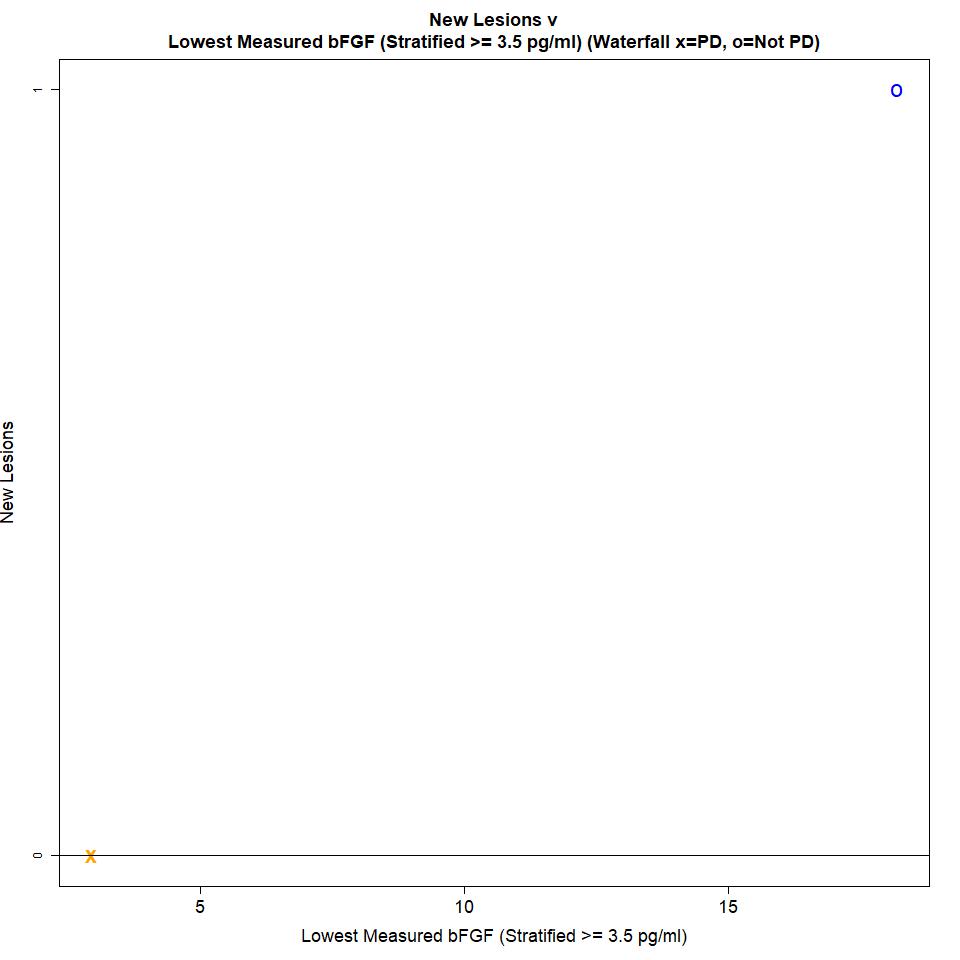 New Lesions v
Lowest Measured bFGF (Stratified >= 3.5 pg/ml) (Waterfall x=PD, o=Not PD)
1
o
New Lesions
0
x
5 10 15
Lowest Measured bFGF (Stratified >= 3.5 pg/ml)